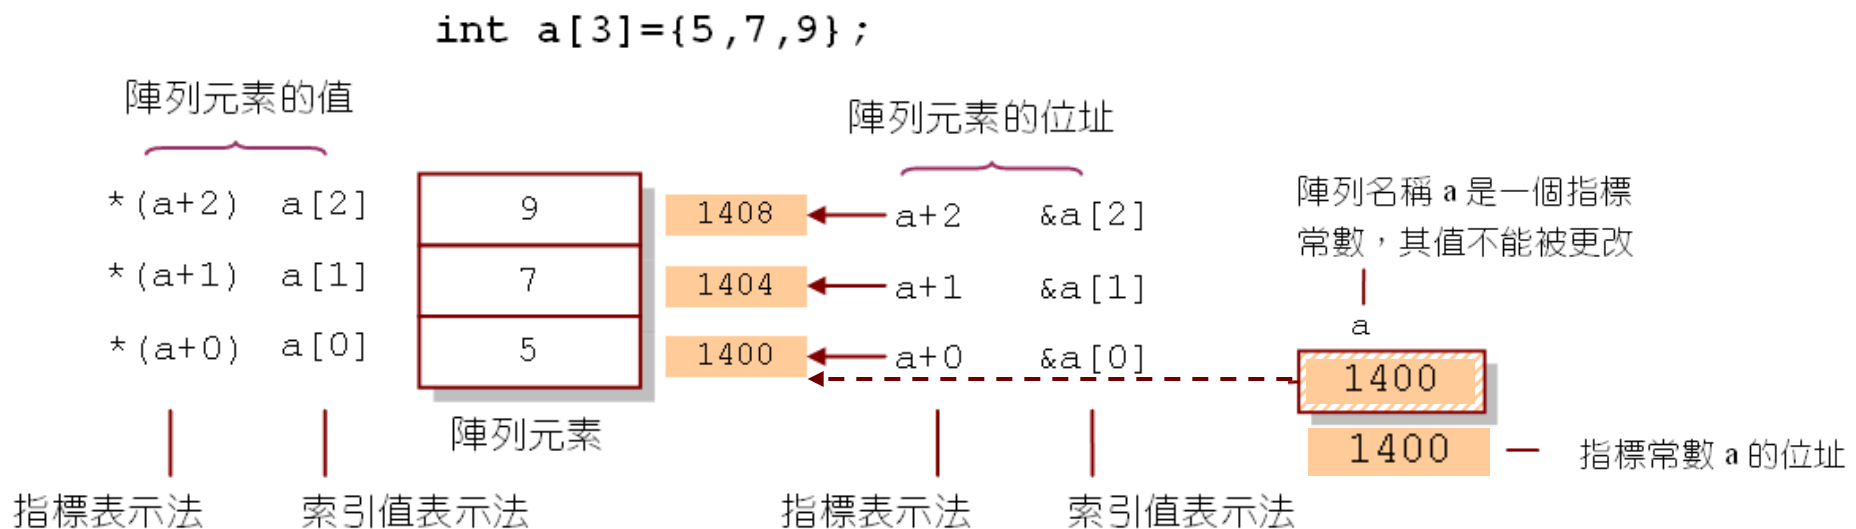 int a[3]={5,7,9};
陣列元素的值
陣列元素的位址
*(a+2) a[2] 9 1408 a+2 &a[2]
*(a+1) a[1] 7 1404 a+1 &a[1]
*(a+0) a[0] 5 1400 a+0 &a[0]
陣列名稱 a 是一個指標
常數，其值不能被更改
a
1400
1400
指標常數 a 的位址
陣列元素
指標表示法
索引值表示法
指標表示法
索引值表示法